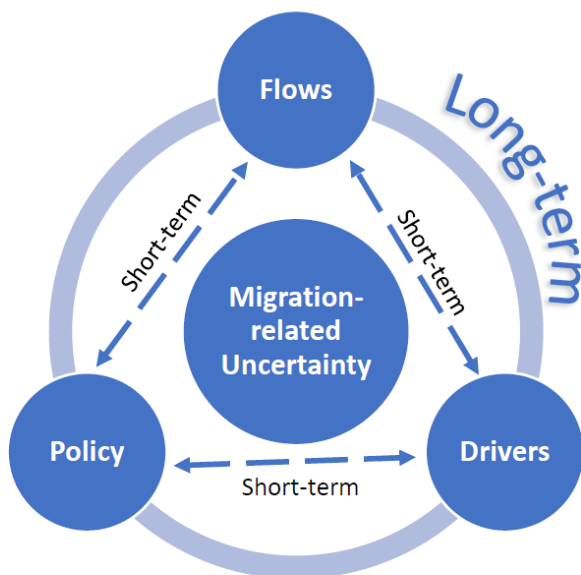 Flows
Long-term
Short-term
Short-term
Migration-
related
Uncertainty
Policy
Drivers
Short-term